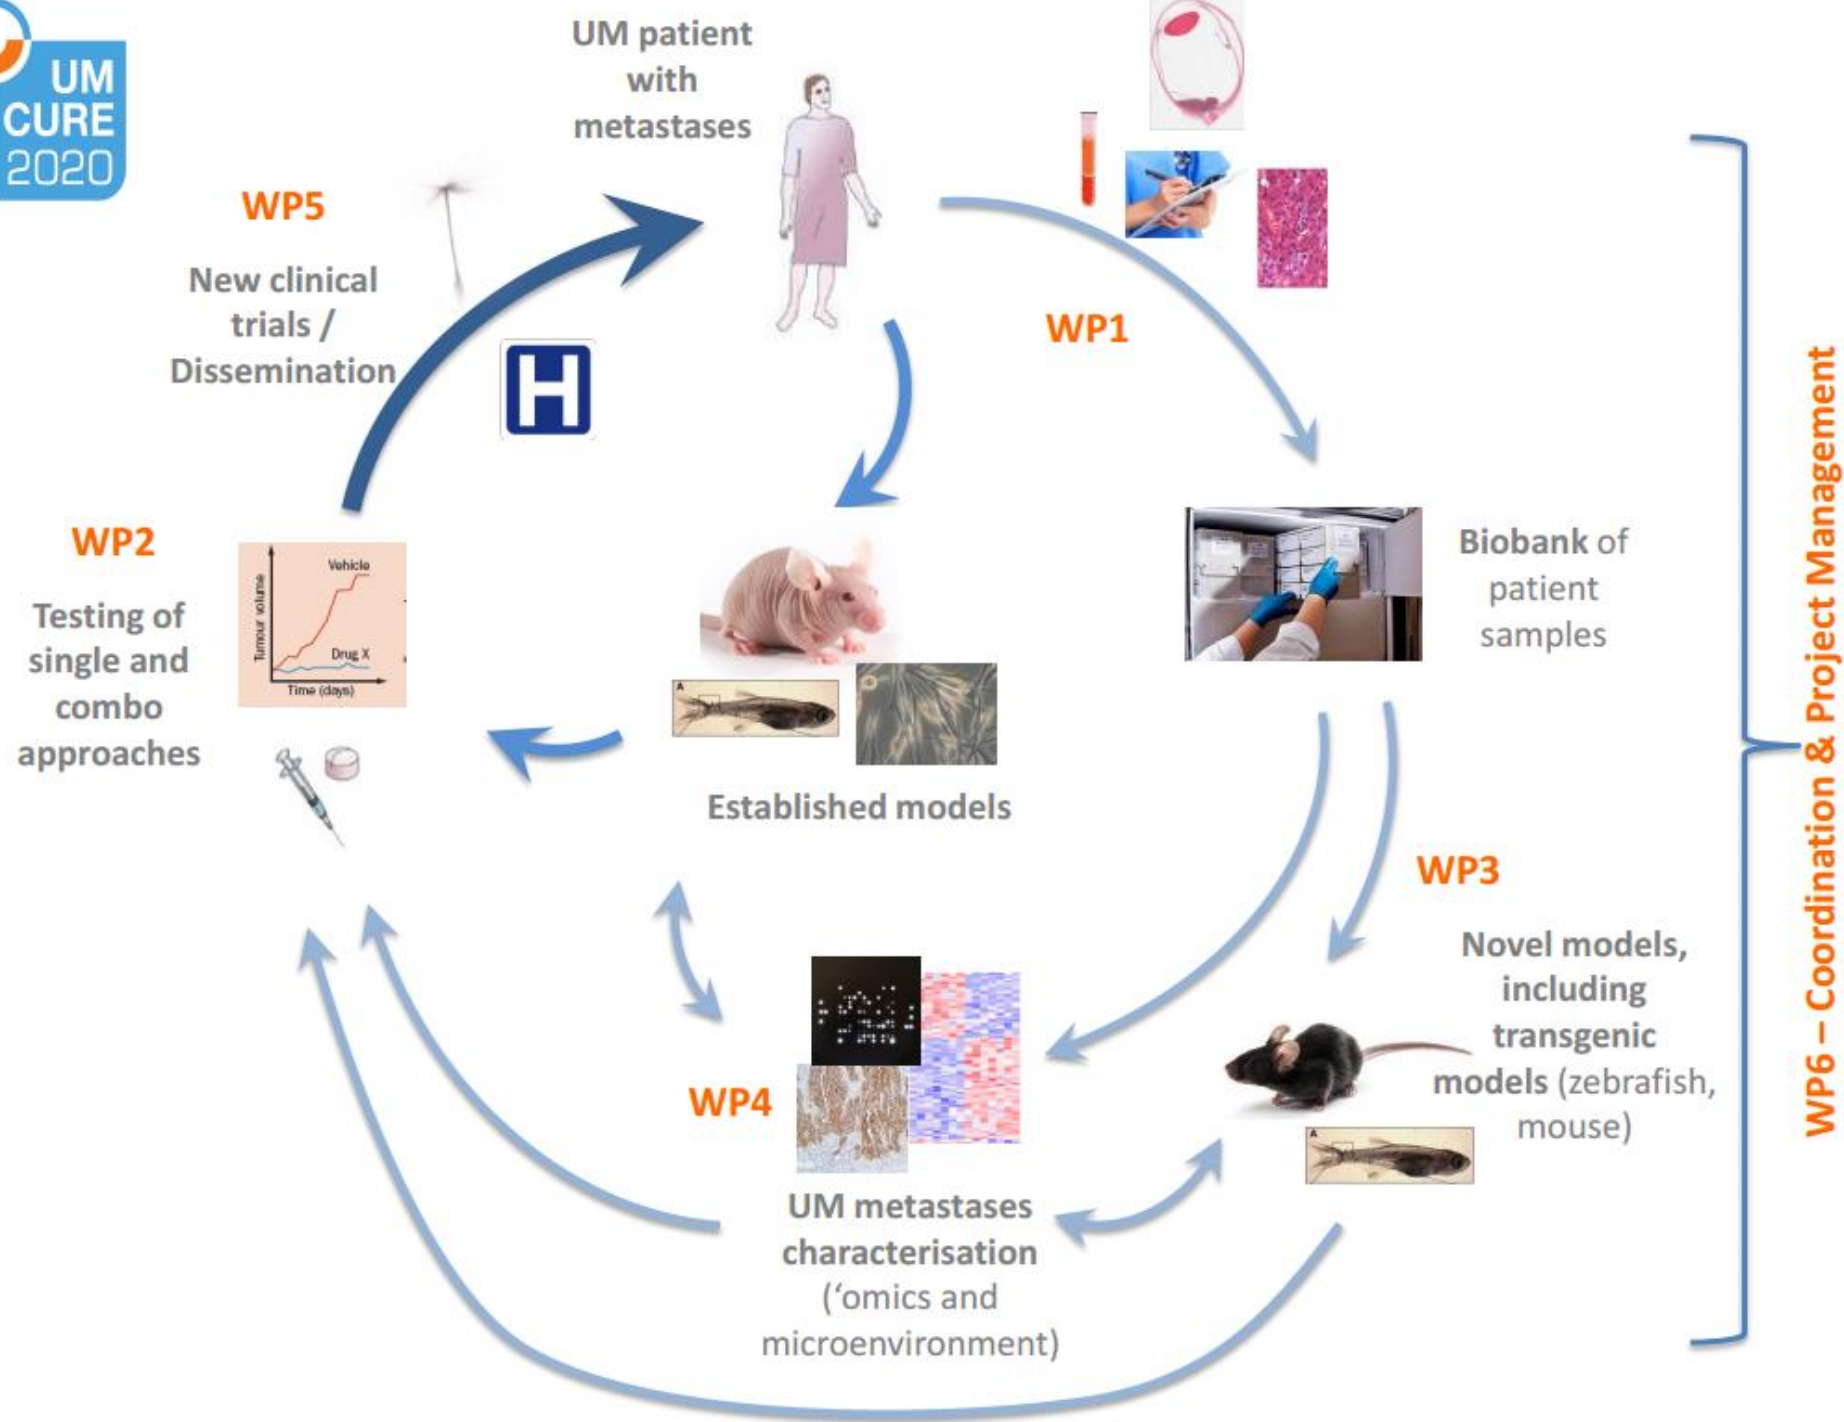 UM
CURE
2020
UM patient
with
metastases
WP5
New clinical
trials /
Dissemination
H
WP1
WP2
Testing of
single and
combo
approaches
Tumour volume
Vehicle
Drug X
Time (days)
A
Established models
Biobank of
patient
samples
WP3
Novel models,
including
transgenic
models (zebrafish,
mouse)
A
WP4
UM metastases
characterisation
(‘omics and
microenvironment)
WP6 – Coordination & Project Management